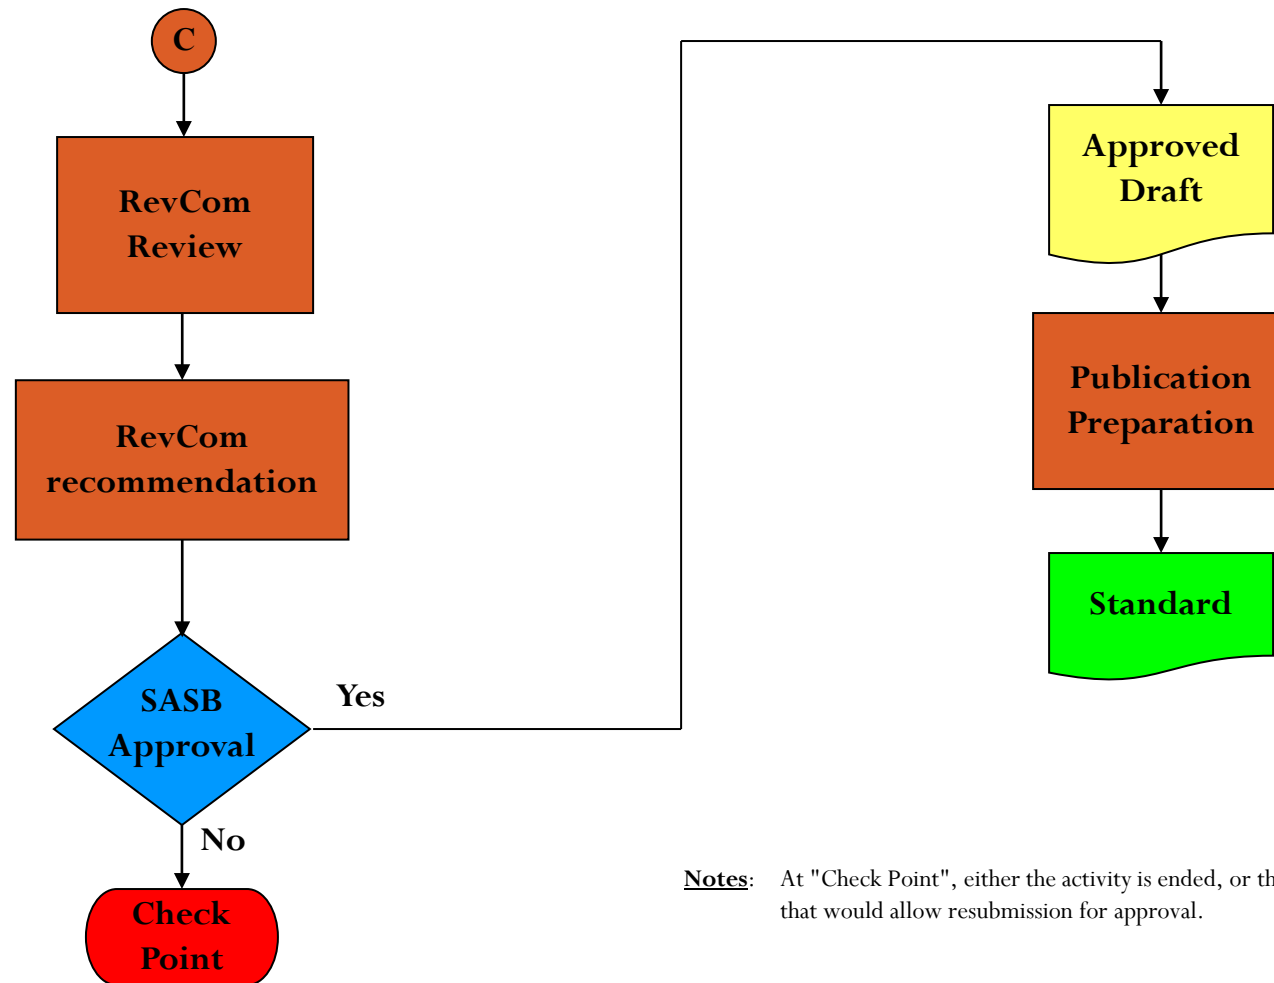 C
RevCom
Review
RevCom
recommendation
SASB
Approval
Yes
No
Check
Point
Approved
Draft
Publication
Preparation
Standard
Notes: At "Check Point", either the activity is ended, or
that would allow resubmission for approval.